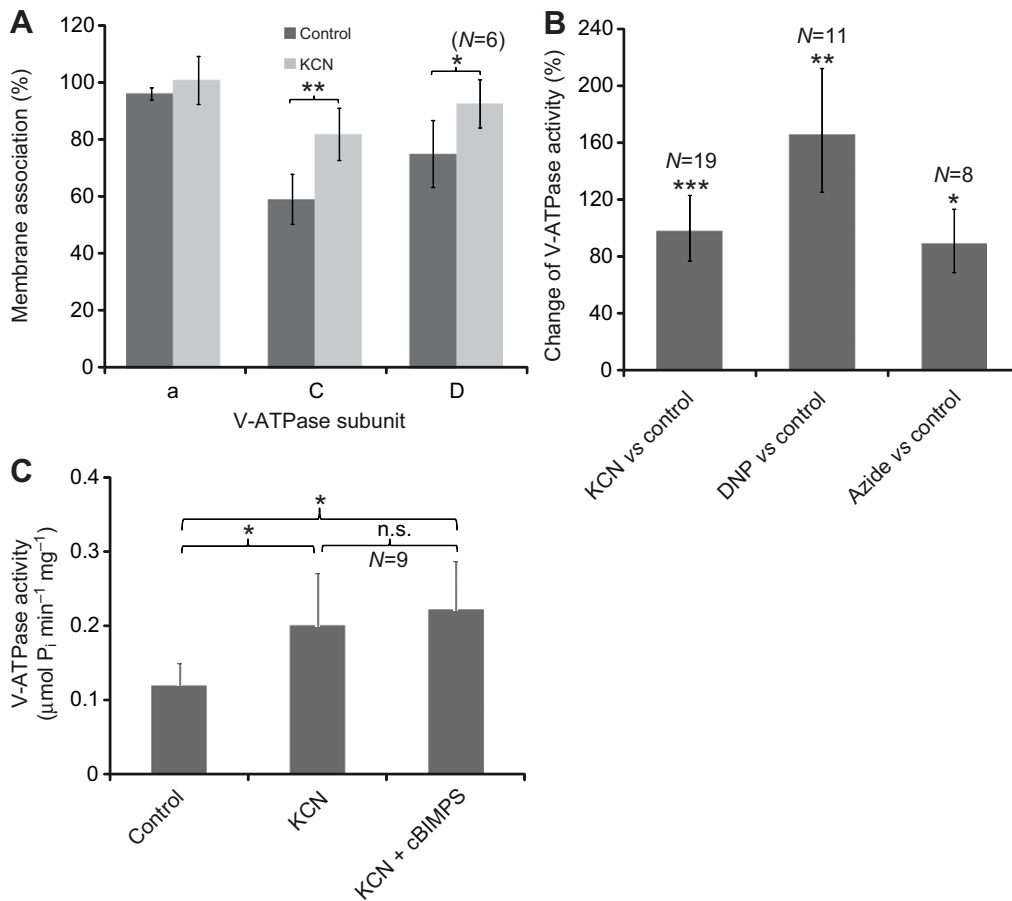 A
Membrane association (%)
120
100
80
60
40
20
0
Control
KCN
**
(N=6)
*
a
C
D
V-ATPase subunit
B
Change of V-ATPase activity (%)
240
200
160
120
80
40
0
N=19
***
N=11
**
N=8
*
KCN vs control
DNP vs control
Azide vs control
C
V-ATPase activity
(µmol Pᵢ min⁻¹ mg⁻¹)
0.4
0.3
0.2
0.1
0
*
*
n.s.
N=9
Control
KCN
KCN + cBIMPS